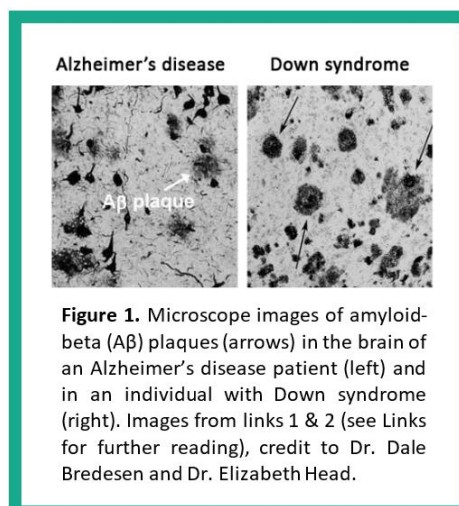 Alzheimer's disease Down syndrome
Aβ plaque
Figure 1. Microscope images of amyloid-
beta (Aβ) plaques (arrows) in the brain of
an Alzheimer's disease patient (left) and
in an individual with Down syndrome
(right). Images from links 1 & 2 (see Links
for further reading), credit to Dr. Dale
Bredesen and Dr. Elizabeth Head.